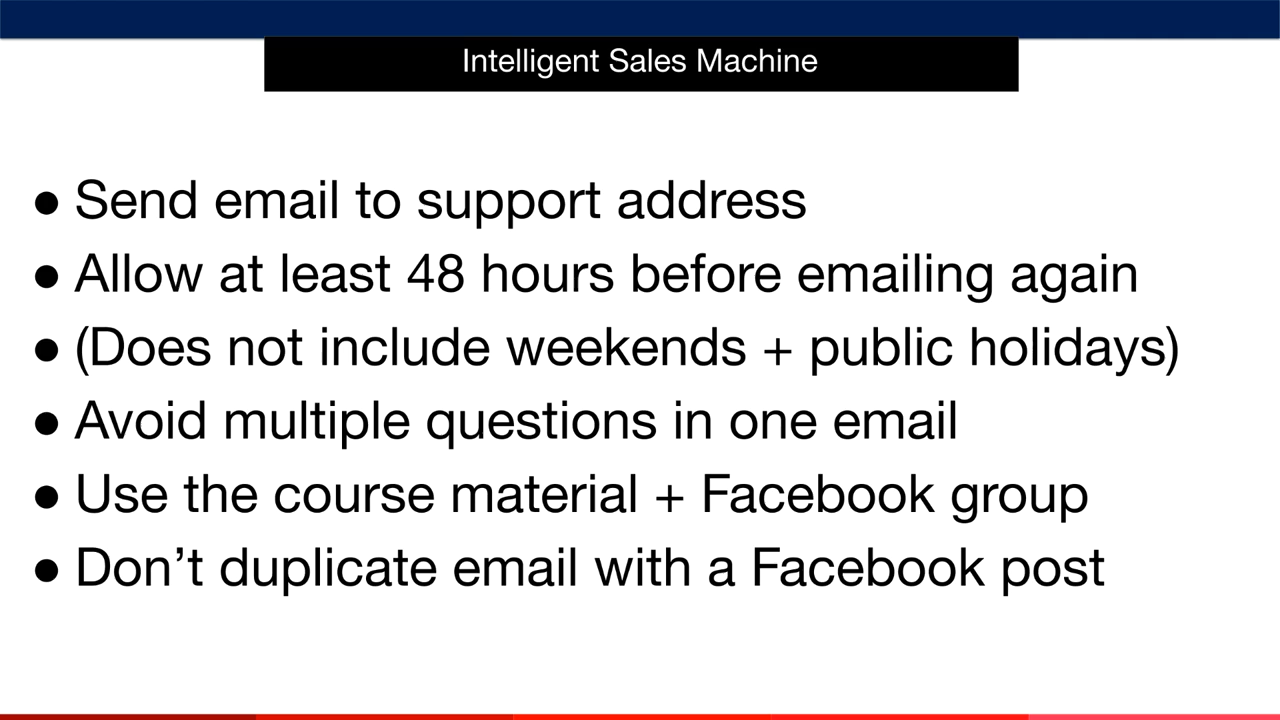 Intelligent Sales Machine
● Send email to support address
● Allow at least 48 hours before emailing again
● (Does not include weekends + public holidays)
● Avoid multiple questions in one email
● Use the course material + Facebook group
● Don’t duplicate email with a Facebook post